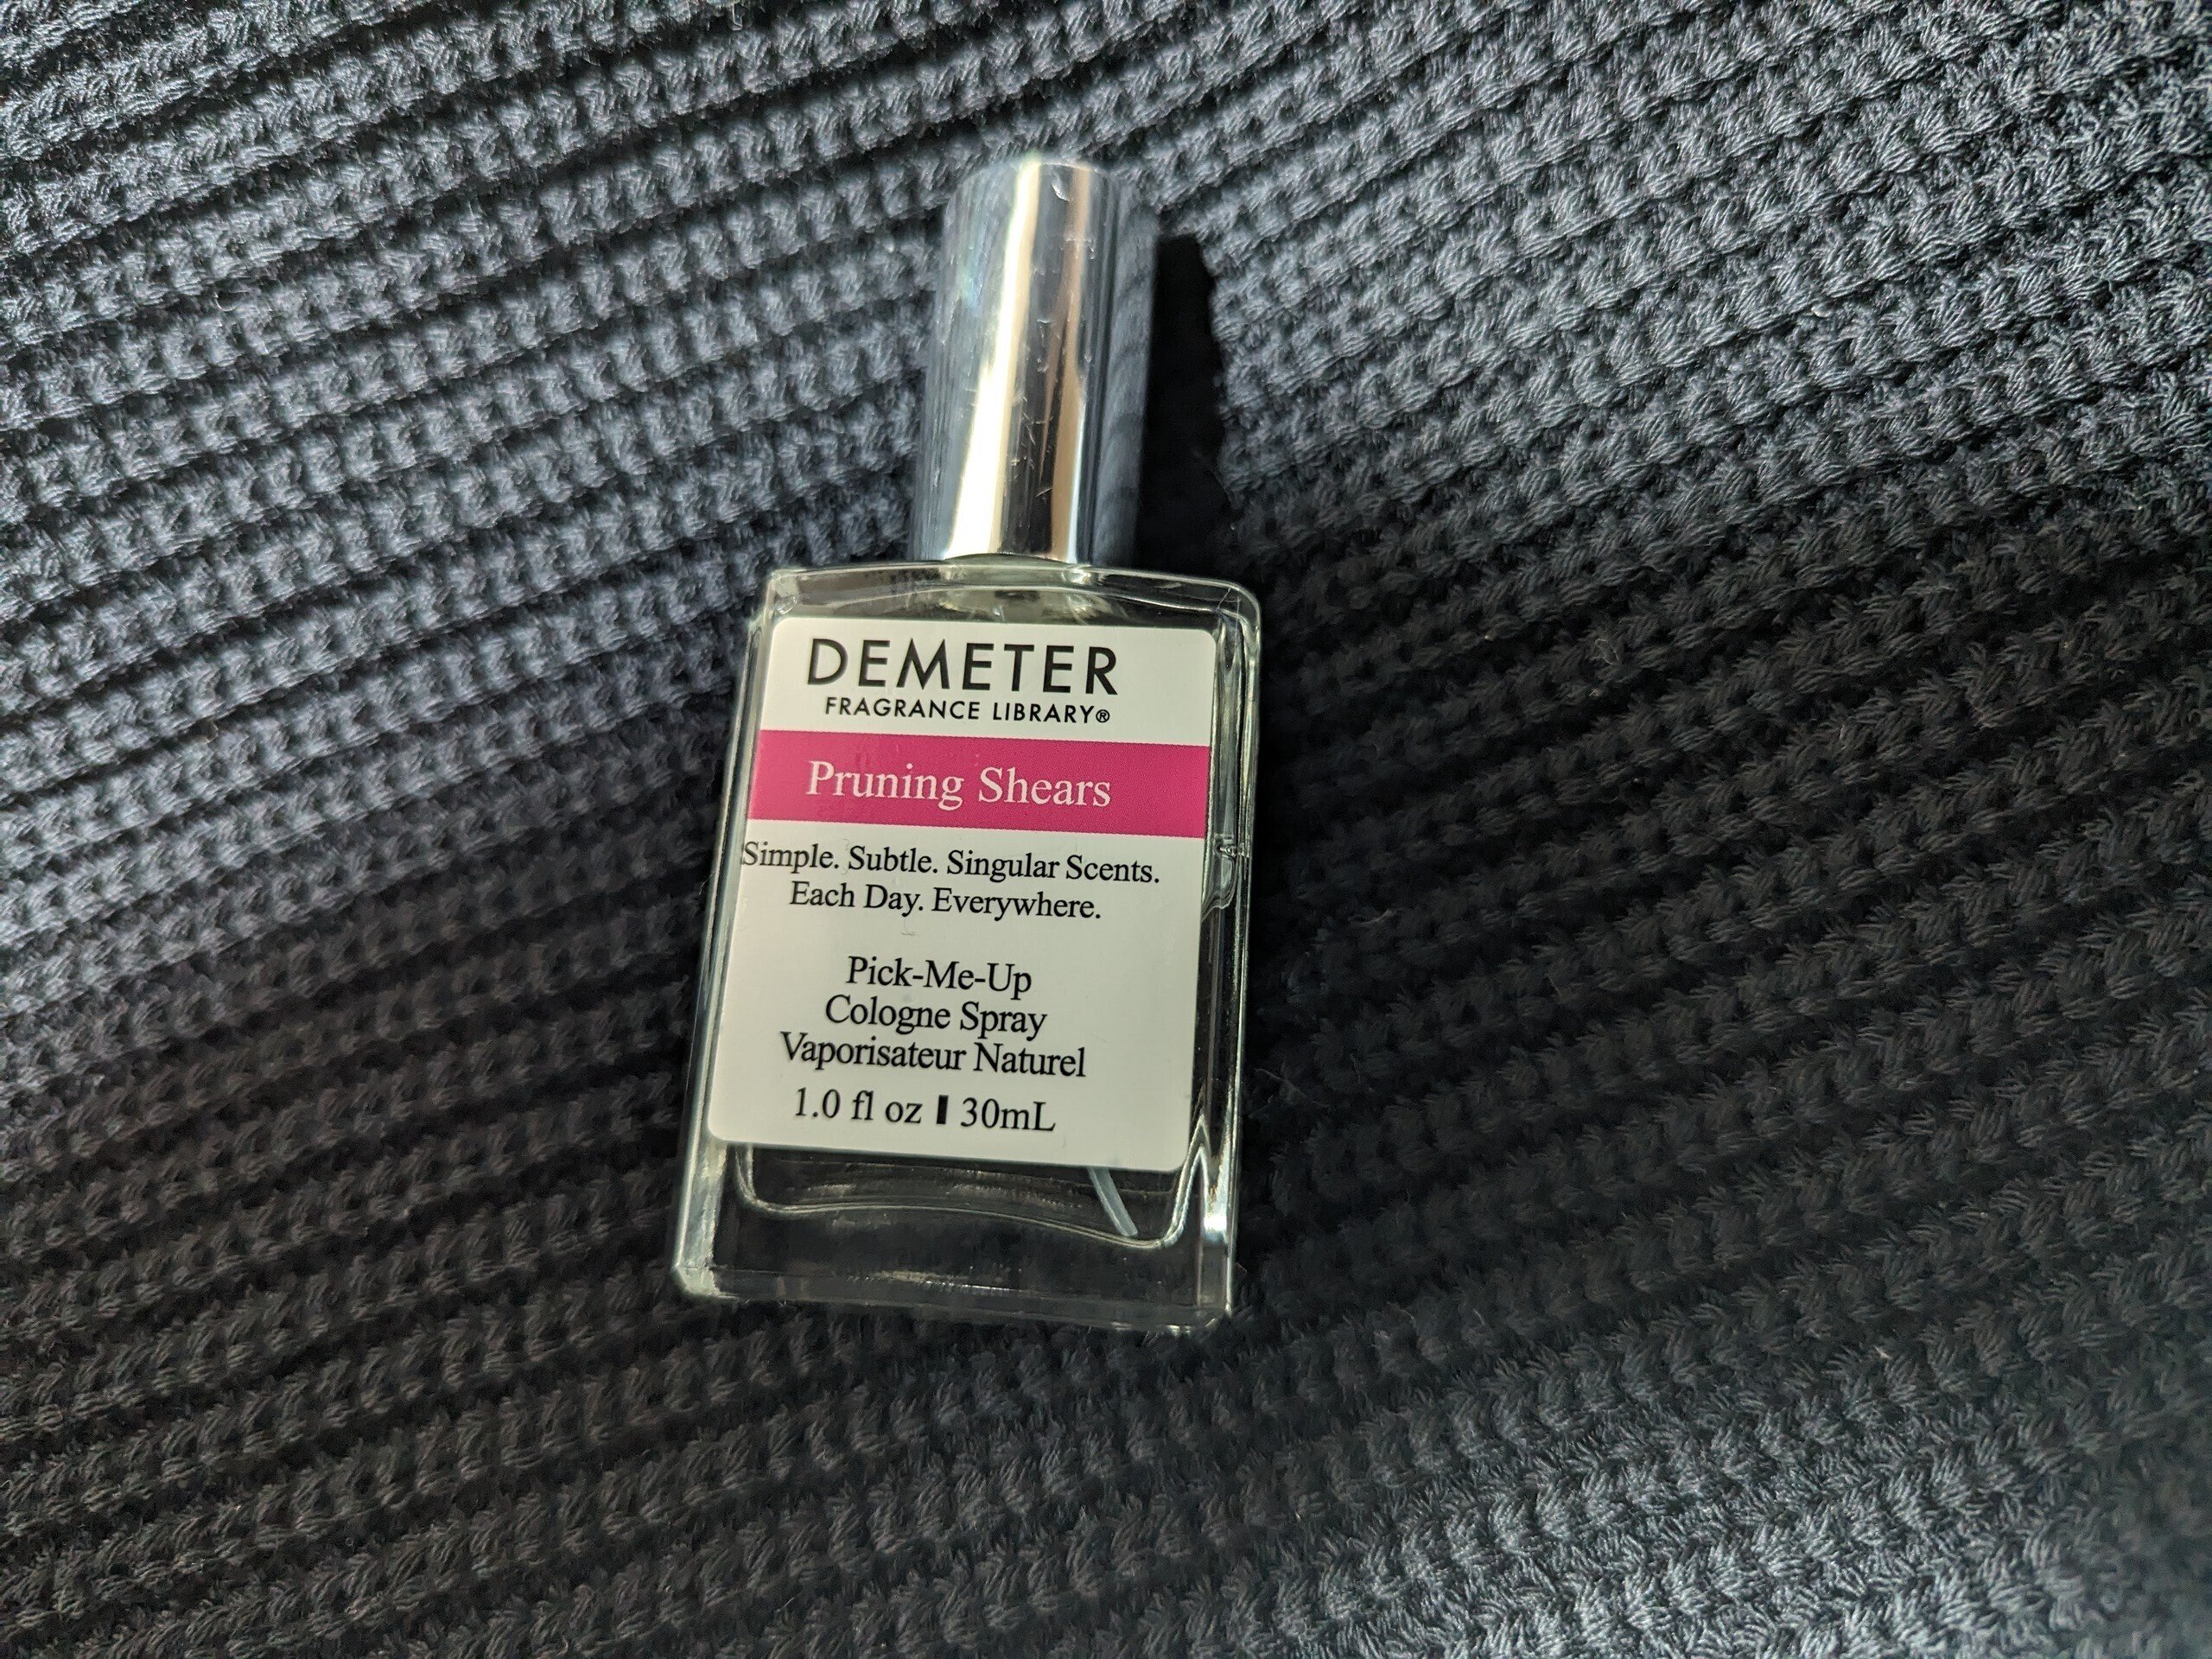 DEMETER
FRAGRANCE LIBRARY®
Pruning Shears
Simple. Subtle. Singular Scents.
Each Day. Everywhere.
Pick-Me-Up
Cologne Spray
Vaporisateur Naturel
1.0 fl oz ❚ 30mL